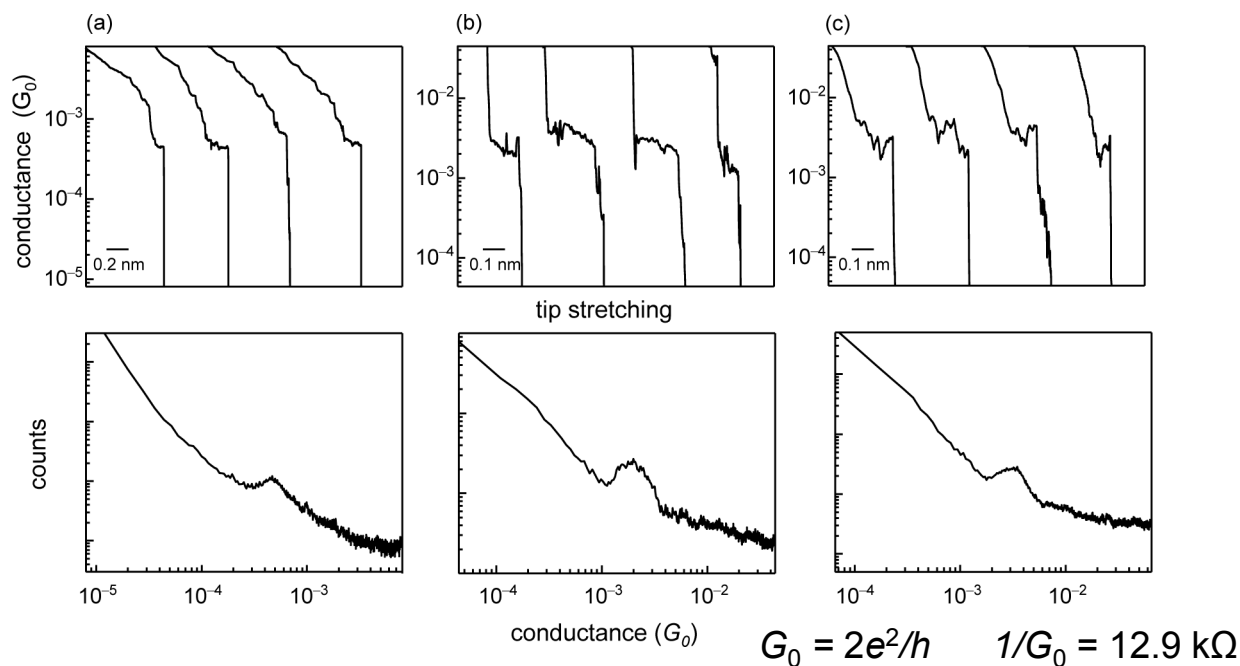 (a)
(b)
(c)
conductance (G₀)
10⁻³
10⁻⁴
10⁻⁵
0.2 nm
10⁻²
10⁻³
10⁻⁴
0.1 nm
10⁻²
10⁻³
10⁻⁴
0.1 nm
tip stretching
counts
10⁻⁵ 10⁻⁴ 10⁻³
10⁻⁴ 10⁻³ 10⁻²
10⁻⁴ 10⁻³ 10⁻²
conductance (G₀)
G₀ = 2e²/h 1/G₀ = 12.9 kΩ